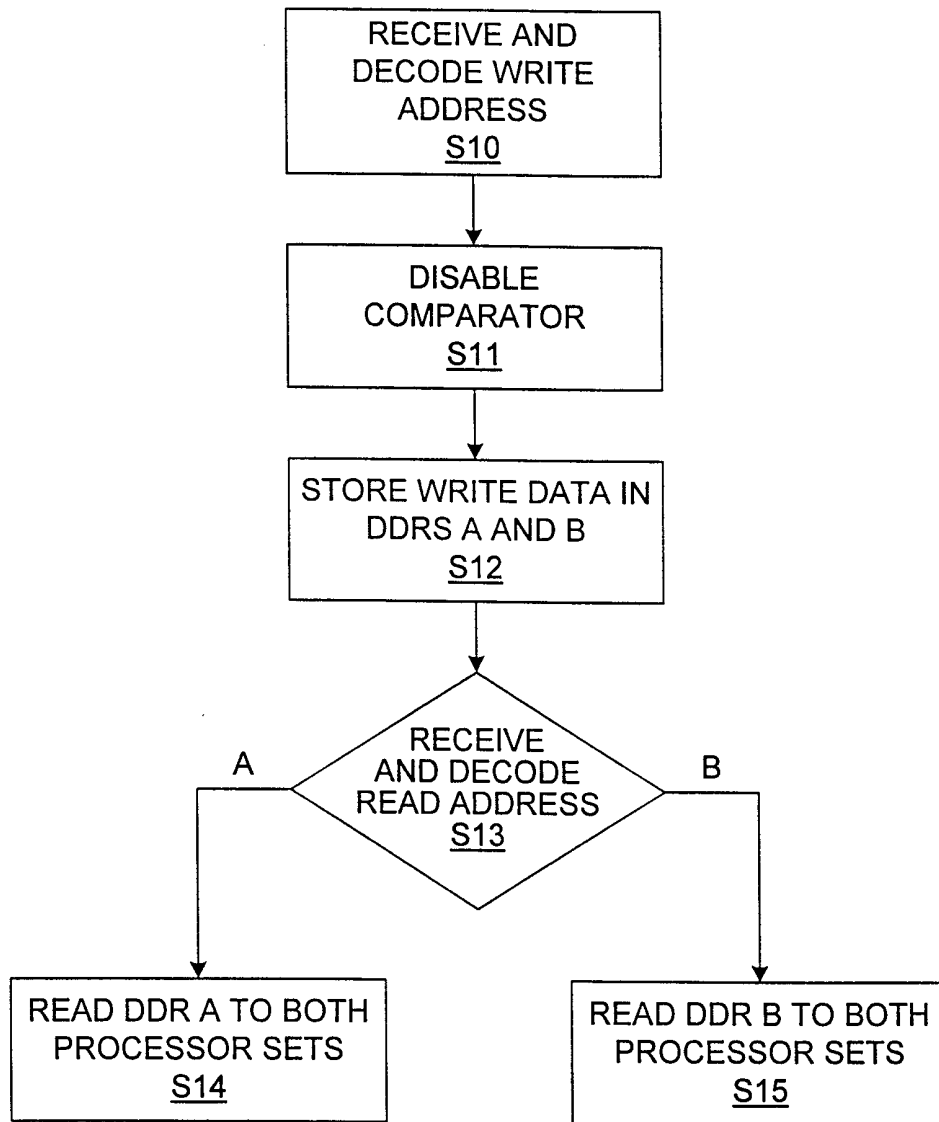 RECEIVE AND
DECODE WRITE
ADDRESS
S10
DISABLE
COMPARATOR
S11
STORE WRITE DATA IN
DDRS A AND B
S12
RECEIVE
AND DECODE
READ ADDRESS
S13
A
B
READ DDR A TO BOTH
PROCESSOR SETS
S14
READ DDR B TO BOTH
PROCESSOR SETS
S15